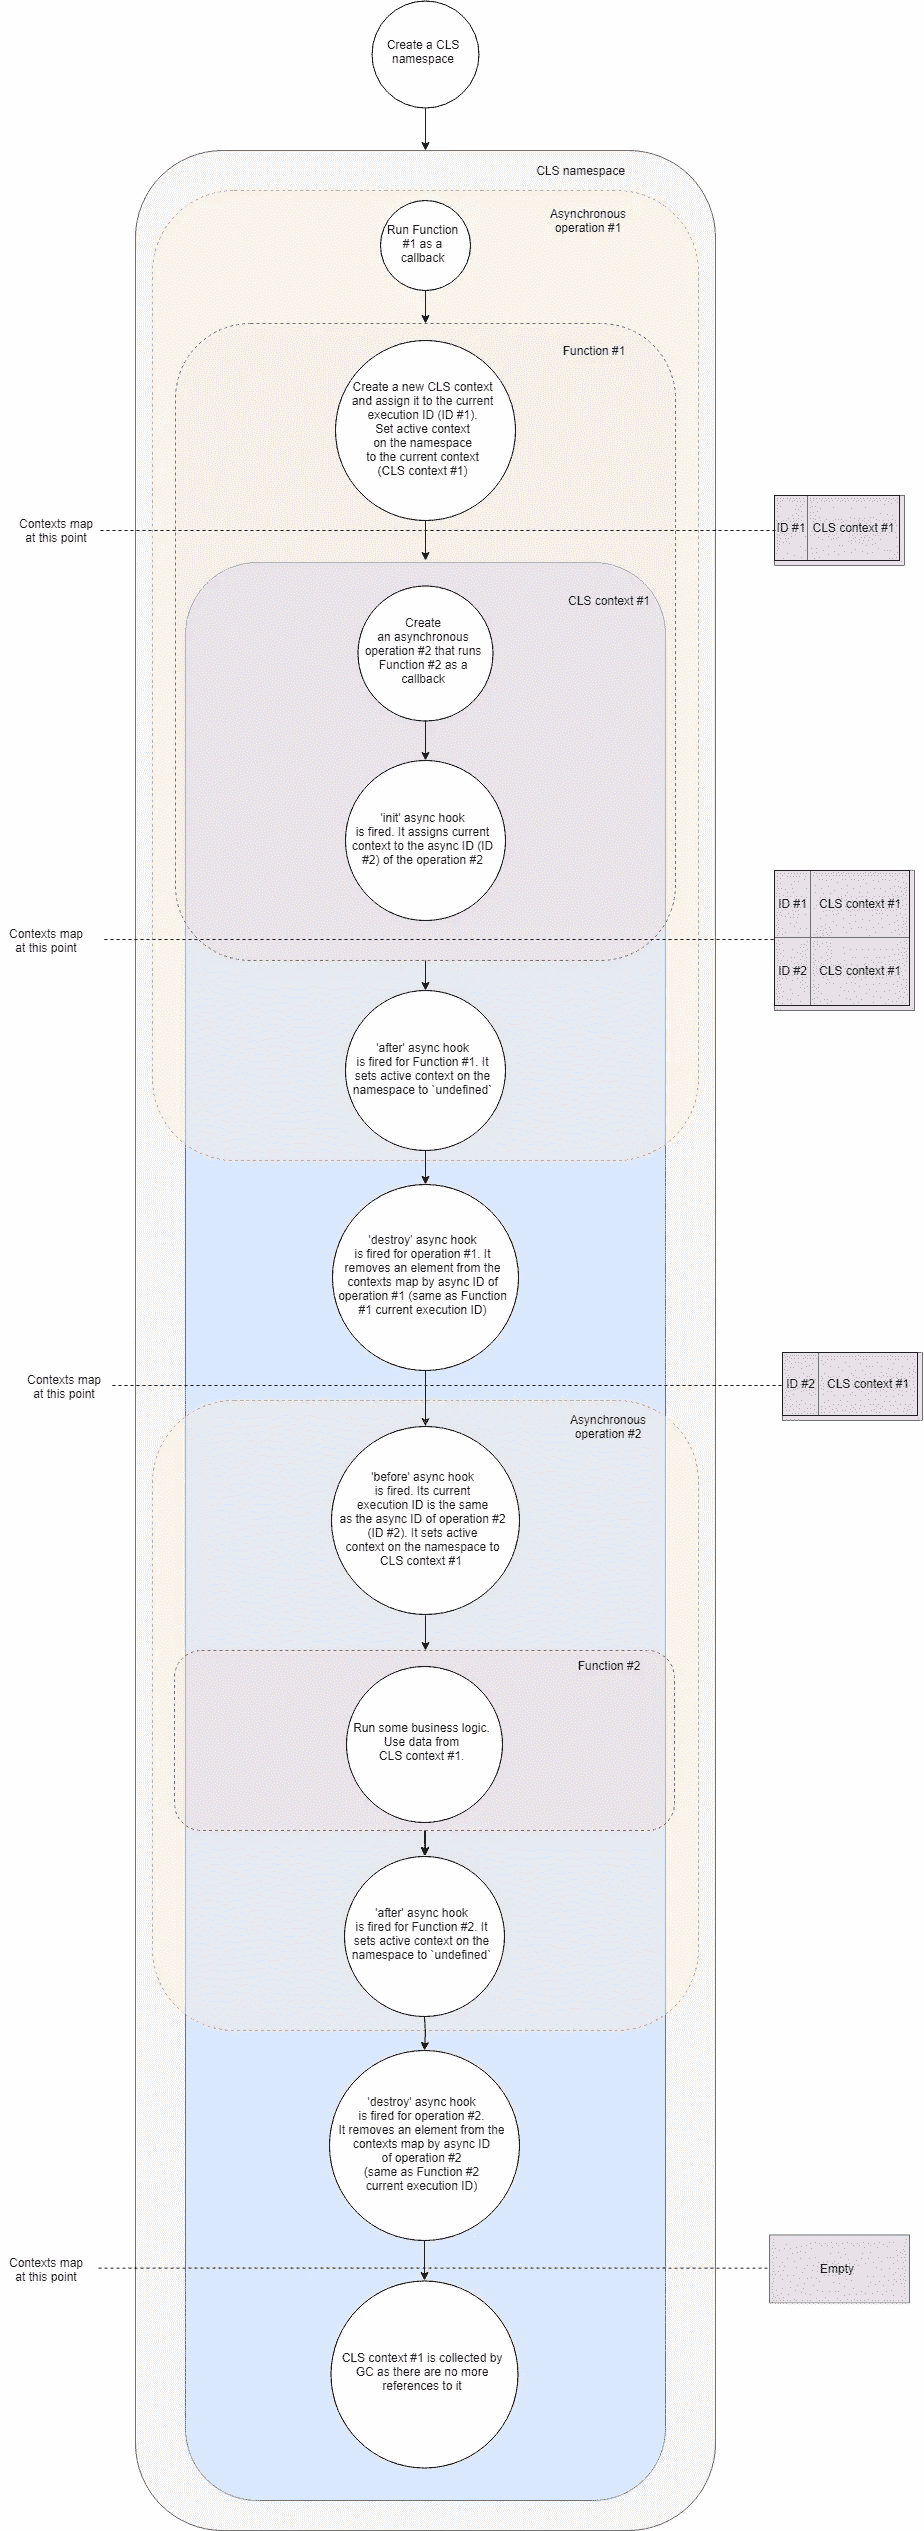 Create a CLS
namespace
CLS namespace
Asynchronous
operation #1
Run Function
#1 as a
callback
Function #1
Create a new CLS context
and assign it to the current
execution ID (ID #1).
Set active context
on the namespace
to the current context
(CLS context #1)
Contexts map
at this point
ID #1 CLS context #1
CLS context #1
Create
an asynchronous
operation #2 that runs
Function #2 as a
callback
'init' async hook
is fired. It assigns current
context to the async ID (ID
#2) of the operation #2
Contexts map
at this point
ID #1 CLS context #1
ID #2 CLS context #1
'after' async hook
is fired for Function #1. It
sets active context on the
namespace to `undefined`
'destroy' async hook
is fired for operation #1. It
removes an element from the
contexts map by async ID of
operation #1 (same as Function
#1 current execution ID)
Contexts map
at this point
ID #2 CLS context #1
Asynchronous
operation #2
'before' async hook
is fired. Its current
execution ID is the same
as the async ID of operation #2
(ID #2). It sets active
context on the namespace to
CLS context #1
Function #2
Run some business logic.
Use data from
CLS context #1.
'after' async hook
is fired for Function #2. It
sets active context on the
namespace to `undefined`
'destroy' async hook
is fired for operation #2.
It removes an element from the
contexts map by async ID
of operation #2
(same as Function #2
current execution ID)
Contexts map
at this point
Empty
CLS context #1 is collected by
GC as there are no more
references to it